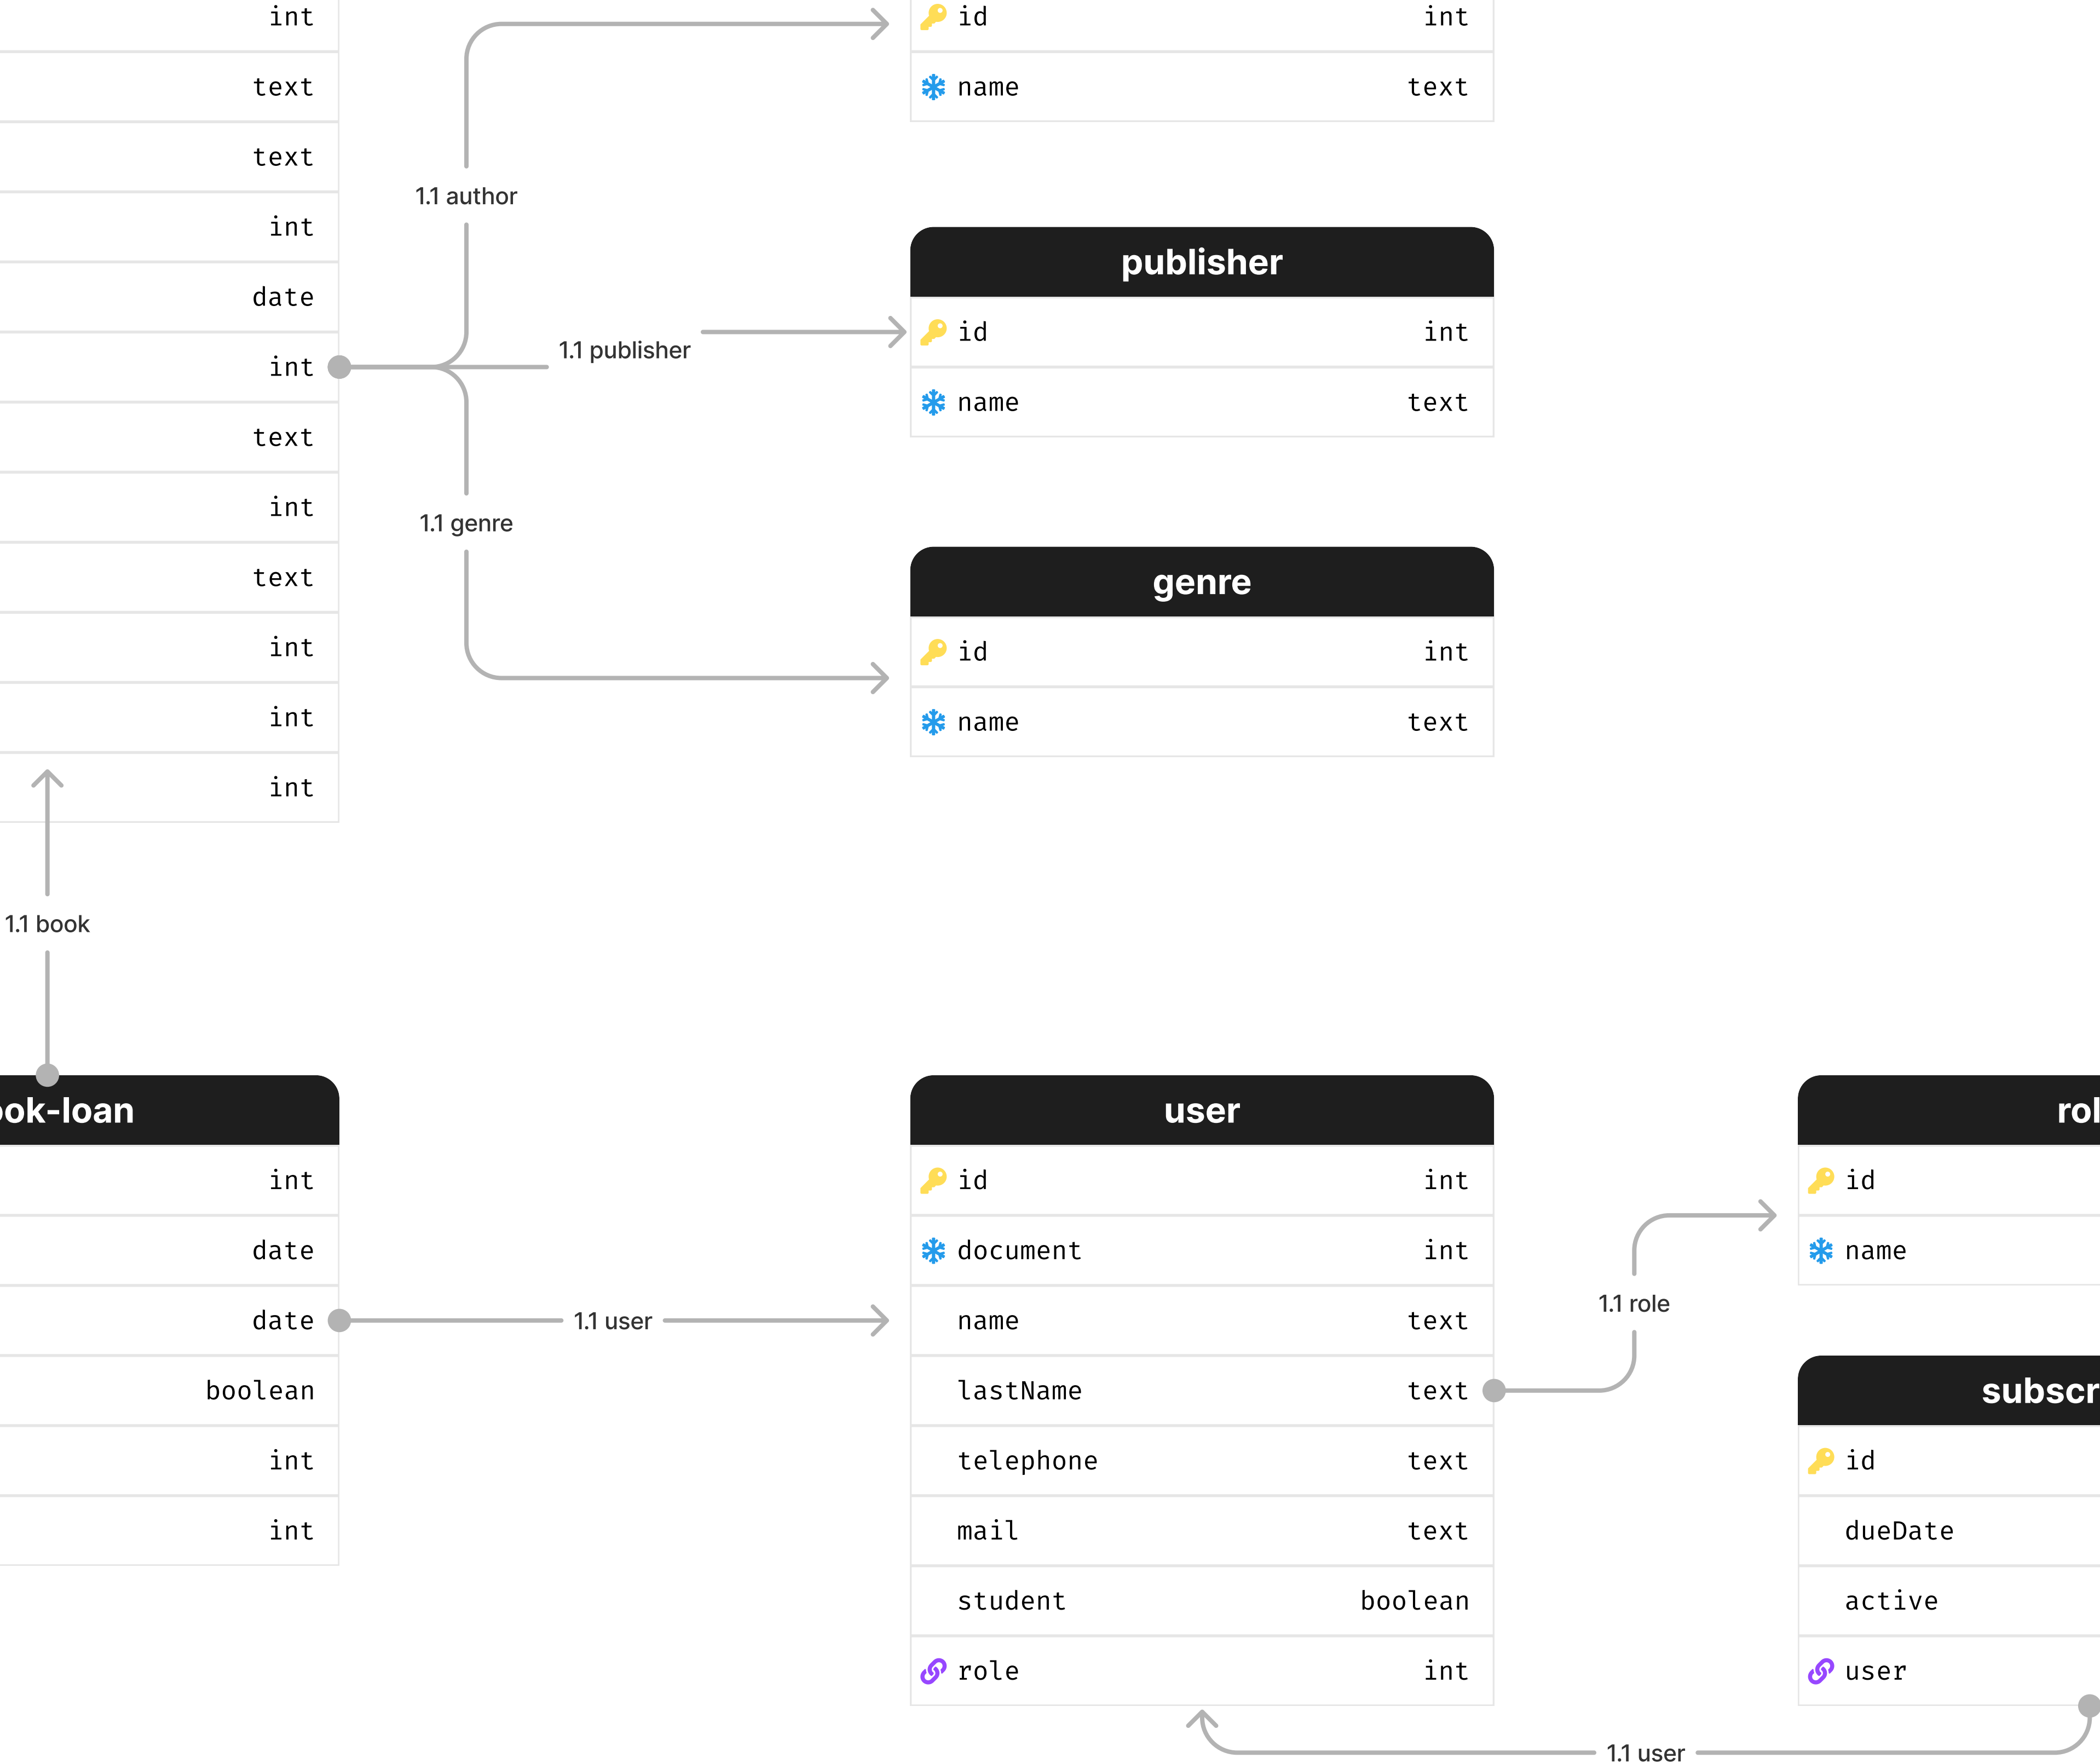 int
text
text
int
date
int
text
int
text
int
int
int
1.1 author
1.1 publisher
1.1 genre
id int
name text
publisher
id int
name text
genre
id int
name text
1.1 book
ok-loan
int
date
date
boolean
int
int
1.1 user
user
id int
document int
name text
lastName text
telephone text
mail text
student boolean
role int
1.1 role
rol
id
name
subscr
id
dueDate
active
user
1.1 user